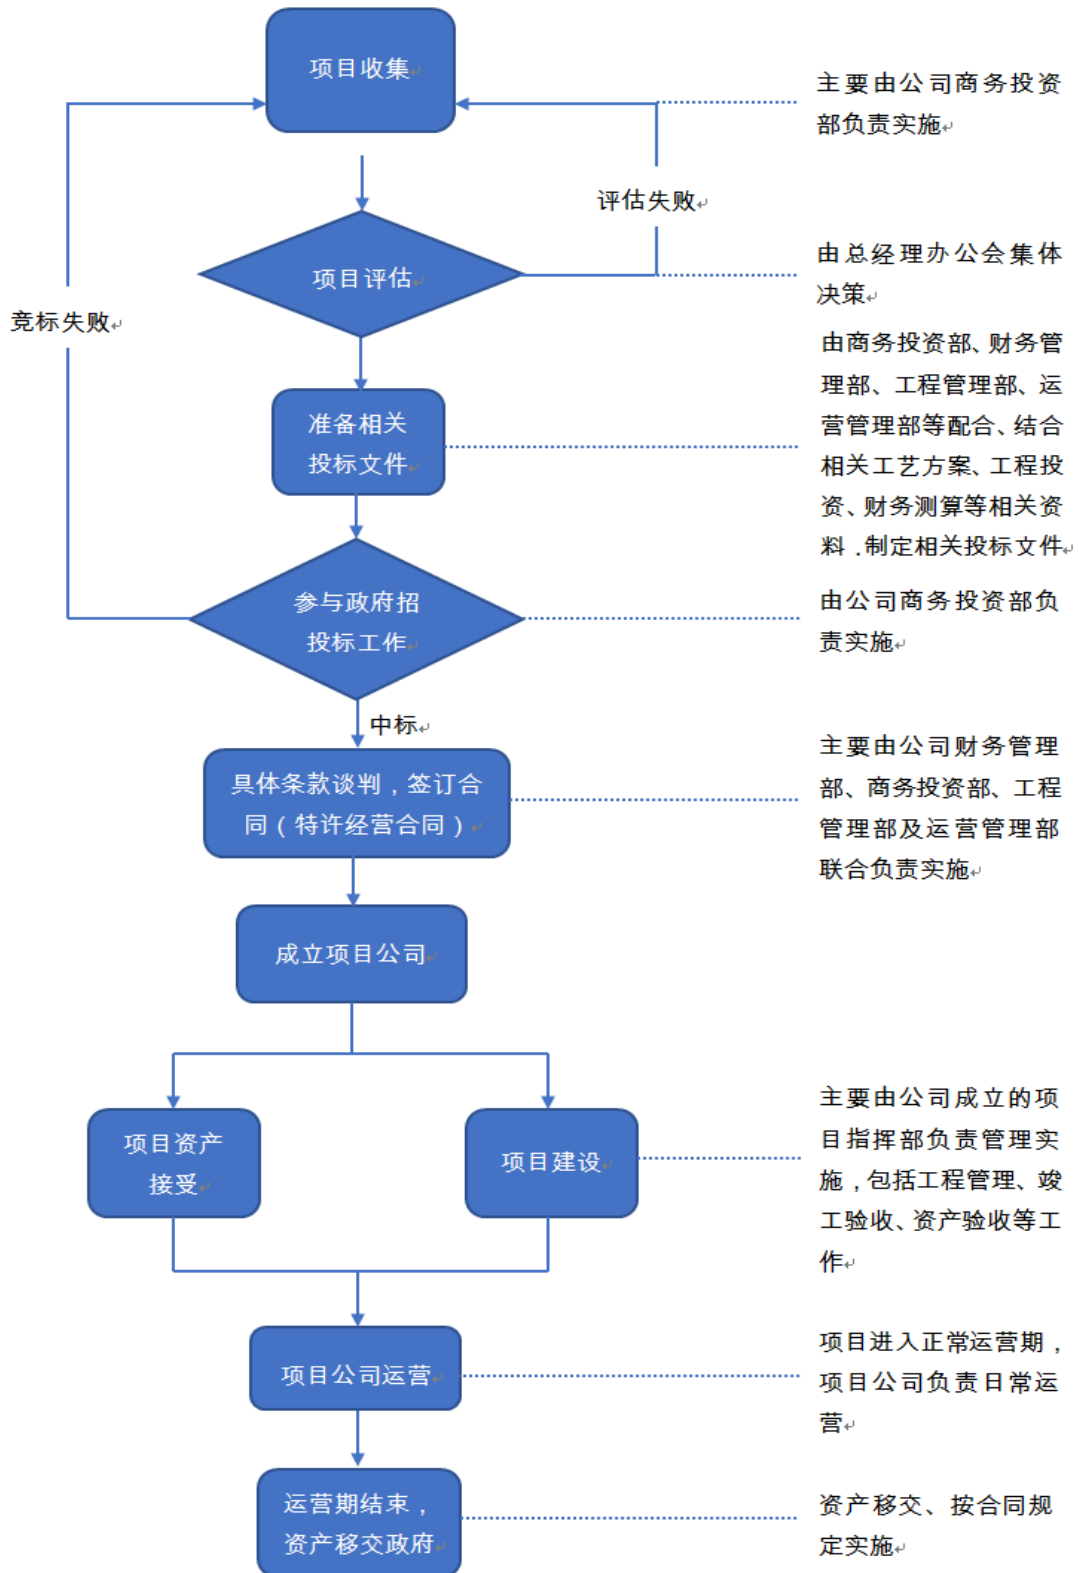 项目收集
主要由公司商务投资
部负责实施
评估失败
项目评估
由总经理办公会集体
决策
竞标失败
准备相关
投标文件
由商务投资部、财务管
理部、工程管理部、运
营管理部等配合、结合
相关工艺方案、工程投
资、财务测算等相关资
料，制定相关投标文件
参与政府招
投标工作
由公司商务投资部负
责实施
中标
具体条款谈判，签订合
同（特许经营合同）
主要由公司财务管理
部、商务投资部、工程
管理部及运营管理部
联合负责实施
成立项目公司
项目资产
接受
项目建设
主要由公司成立的项
目指挥部负责管理实
施，包括工程管理、竣
工验收、资产验收等工
作
项目公司运营
项目进入正常运营期，
项目公司负责日常运
营
运营期结束，
资产移交政府
资产移交、按合同规
定实施